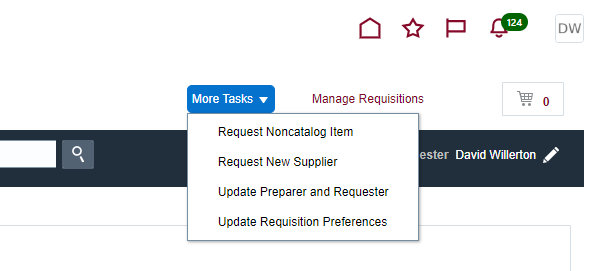 124
DW
More Tasks
Manage Requisitions
0
Request Noncatalog Item
Request New Supplier
ester David Willerton
Update Preparer and Requester
Update Requisition Preferences